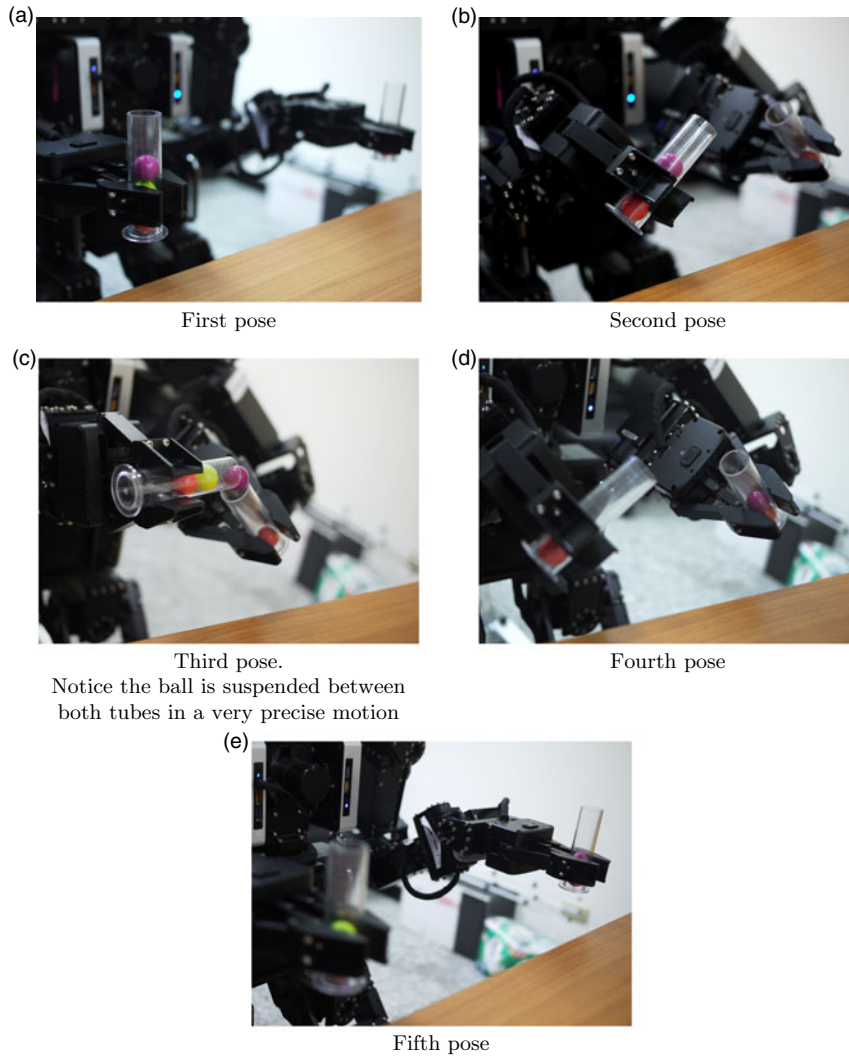 (a)
(b)
First pose
Second pose
(c)
(d)
Third pose.
Notice the ball is suspended between
both tubes in a very precise motion
Fourth pose
(e)
Fifth pose